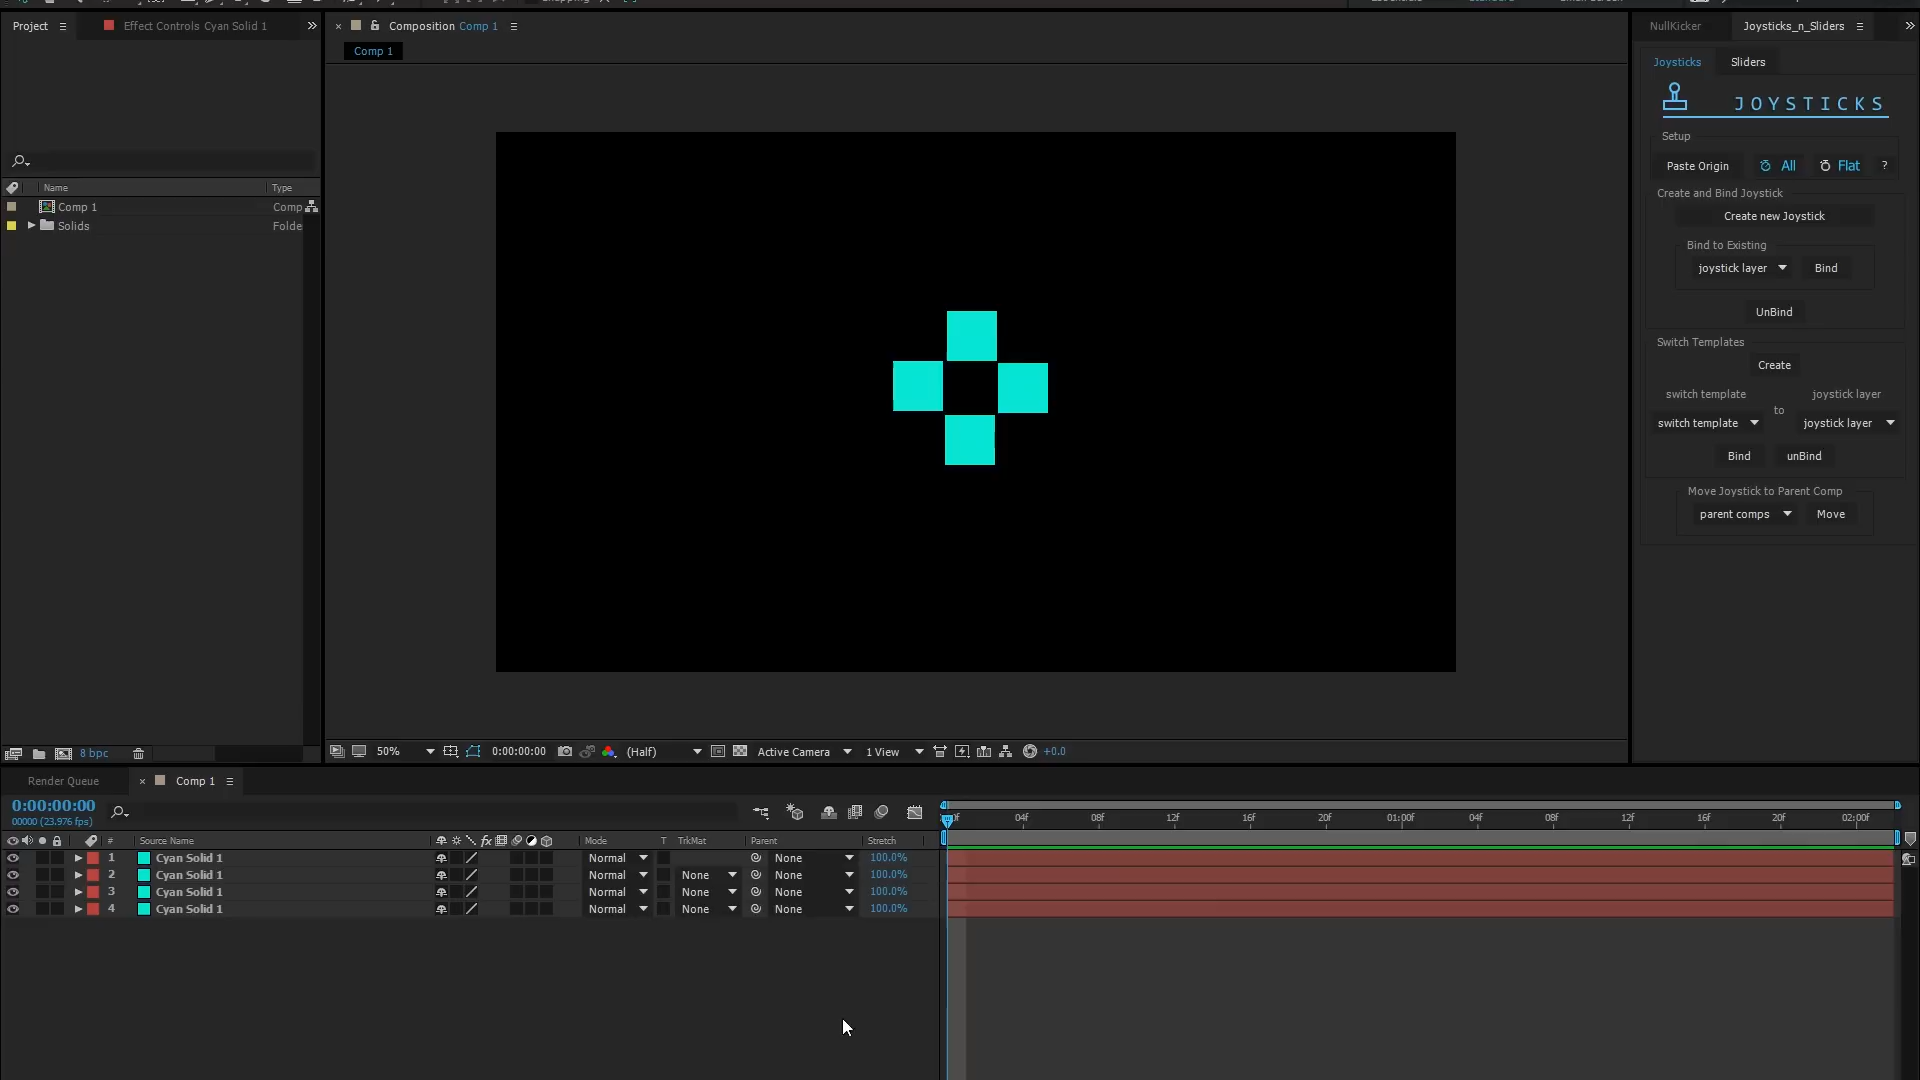 Project
Effect Controls Cyan Solid 1
Composition Comp 1
NullKicker
Joysticks_n_Sliders
Comp 1
Joysticks
Sliders
JOYSTICKS
Setup
Paste Origin
All
Flat
?
Create and Bind Joystick
Create new Joystick
Bind to Existing
joystick layer
Bind
UnBind
Switch Templates
Create
switch template
joystick layer
to
switch template
joystick layer
Bind
unBind
Move Joystick to Parent Comp
parent comps
Move
Name
Type
Comp 1
Comp
Solids
Folde
8 bpc
50%
0:00:00:00
(Half)
Active Camera
1 View
+0.0
Render Queue
Comp 1
0:00:00:00
00000 (23.976 fps)
04f
08f
12f
16f
20f
01:00f
04f
08f
12f
16f
20f
02:00f
#
Source Name
fx
Mode
T
TrkMat
Parent
Stretch
1 Cyan Solid 1 Normal None 100.0%
2 Cyan Solid 1 Normal None None 100.0%
3 Cyan Solid 1 Normal None None 100.0%
4 Cyan Solid 1 Normal None None 100.0%